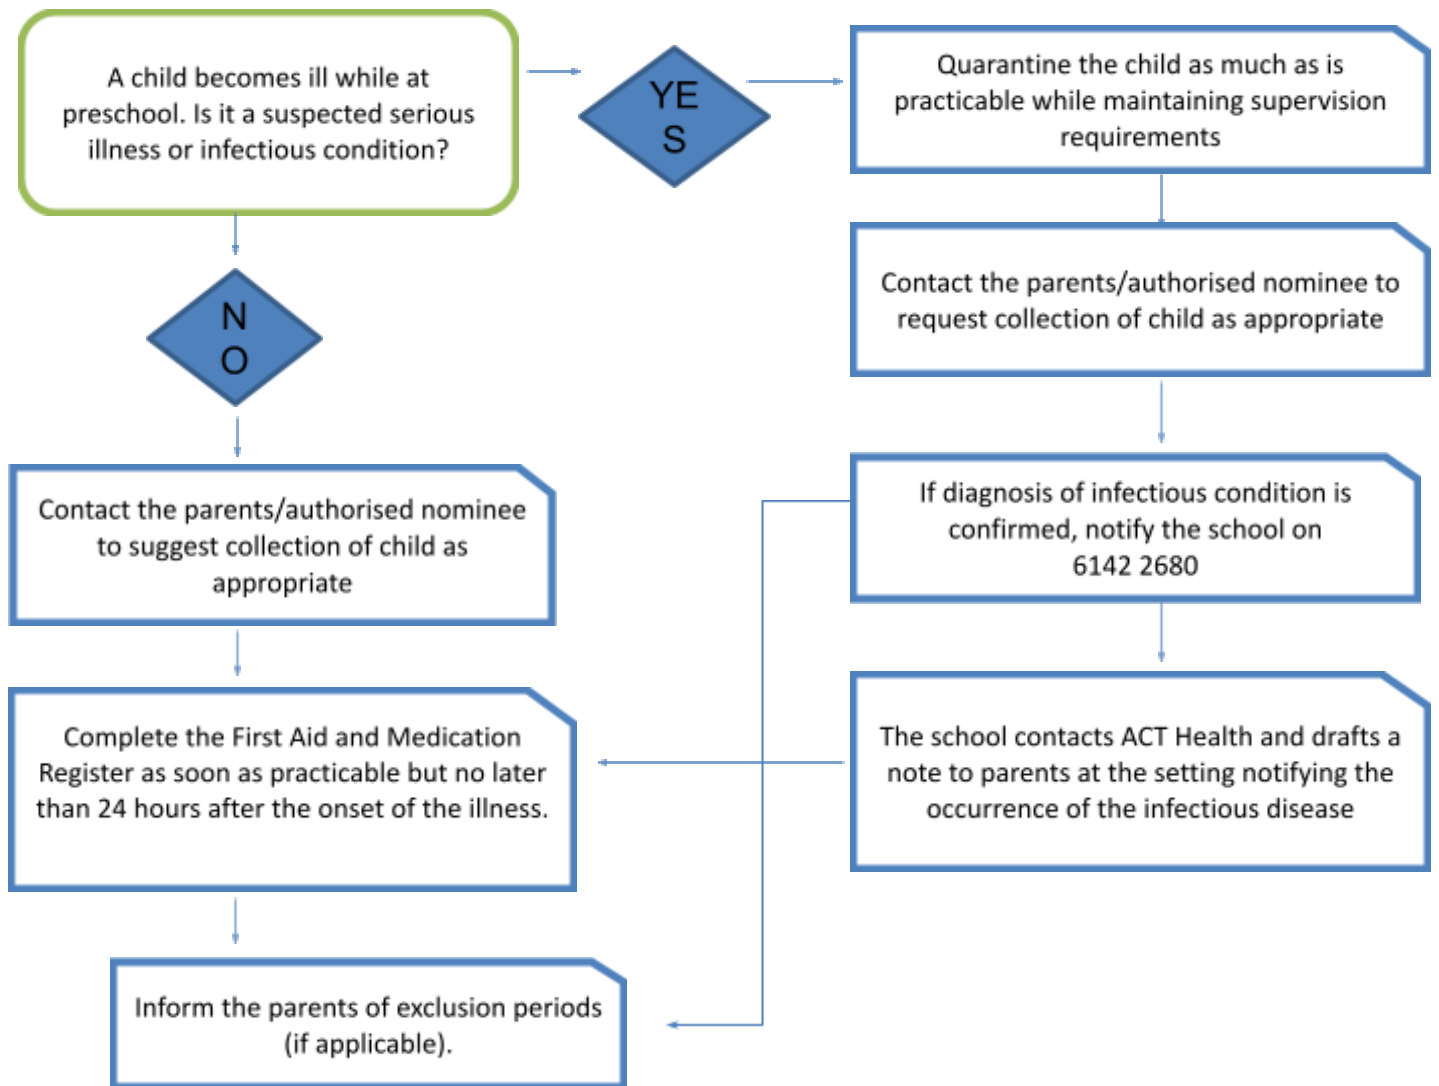 A child becomes ill while at
preschool. Is it a suspected serious
illness or infectious condition?
YE
S
Quarantine the child as much as is
practicable while maintaining supervision
requirements
Contact the parents/authorised nominee to
request collection of child as appropriate
N
O
If diagnosis of infectious condition is
confirmed, notify the school on
6142 2680
Contact the parents/authorised nominee
to suggest collection of child as
appropriate
Complete the First Aid and Medication
Register as soon as practicable but no later
than 24 hours after the onset of the illness.
The school contacts ACT Health and drafts a
note to parents at the setting notifying the
occurrence of the infectious disease
Inform the parents of exclusion periods
(if applicable).